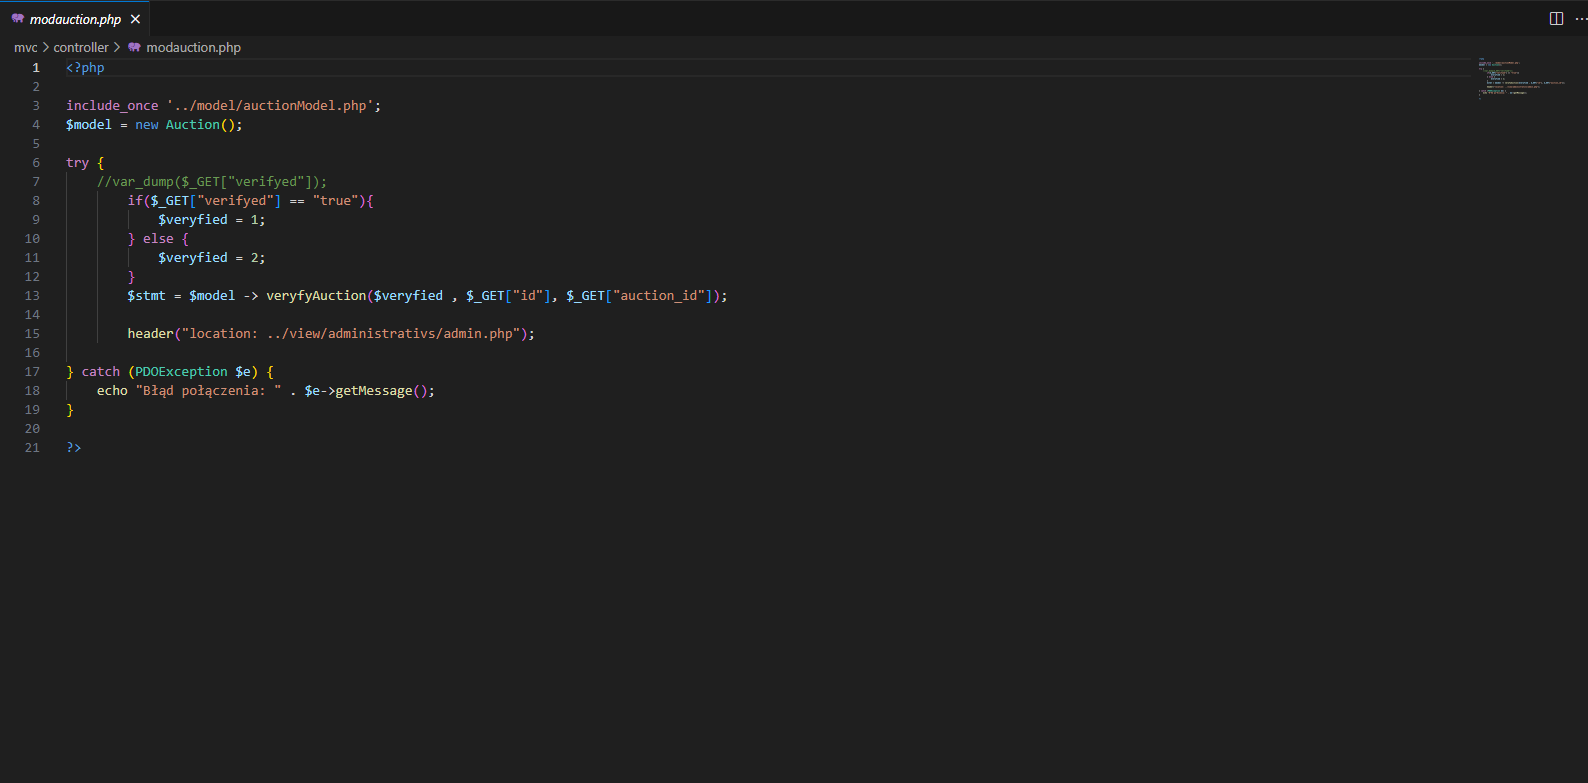 modauction.php
mvc > controller > modauction.php
1 <?php
2
3 include_once '../model/auctionModel.php';
4 $model = new Auction();
5
6 try {
7 //var_dump($_GET["verifyed"]);
8 if($_GET["verifyed"] == "true"){
9 $veryfied = 1;
10 } else {
11 $veryfied = 2;
12 }
13 $stmt = $model -> veryfyAuction($veryfied , $_GET["id"], $_GET["auction_id"]);
14
15 header("location: ../view/administrativs/admin.php");
16
17 } catch (PDOException $e) {
18 echo "Błąd połączenia: " . $e->getMessage();
19 }
20
21 ?>